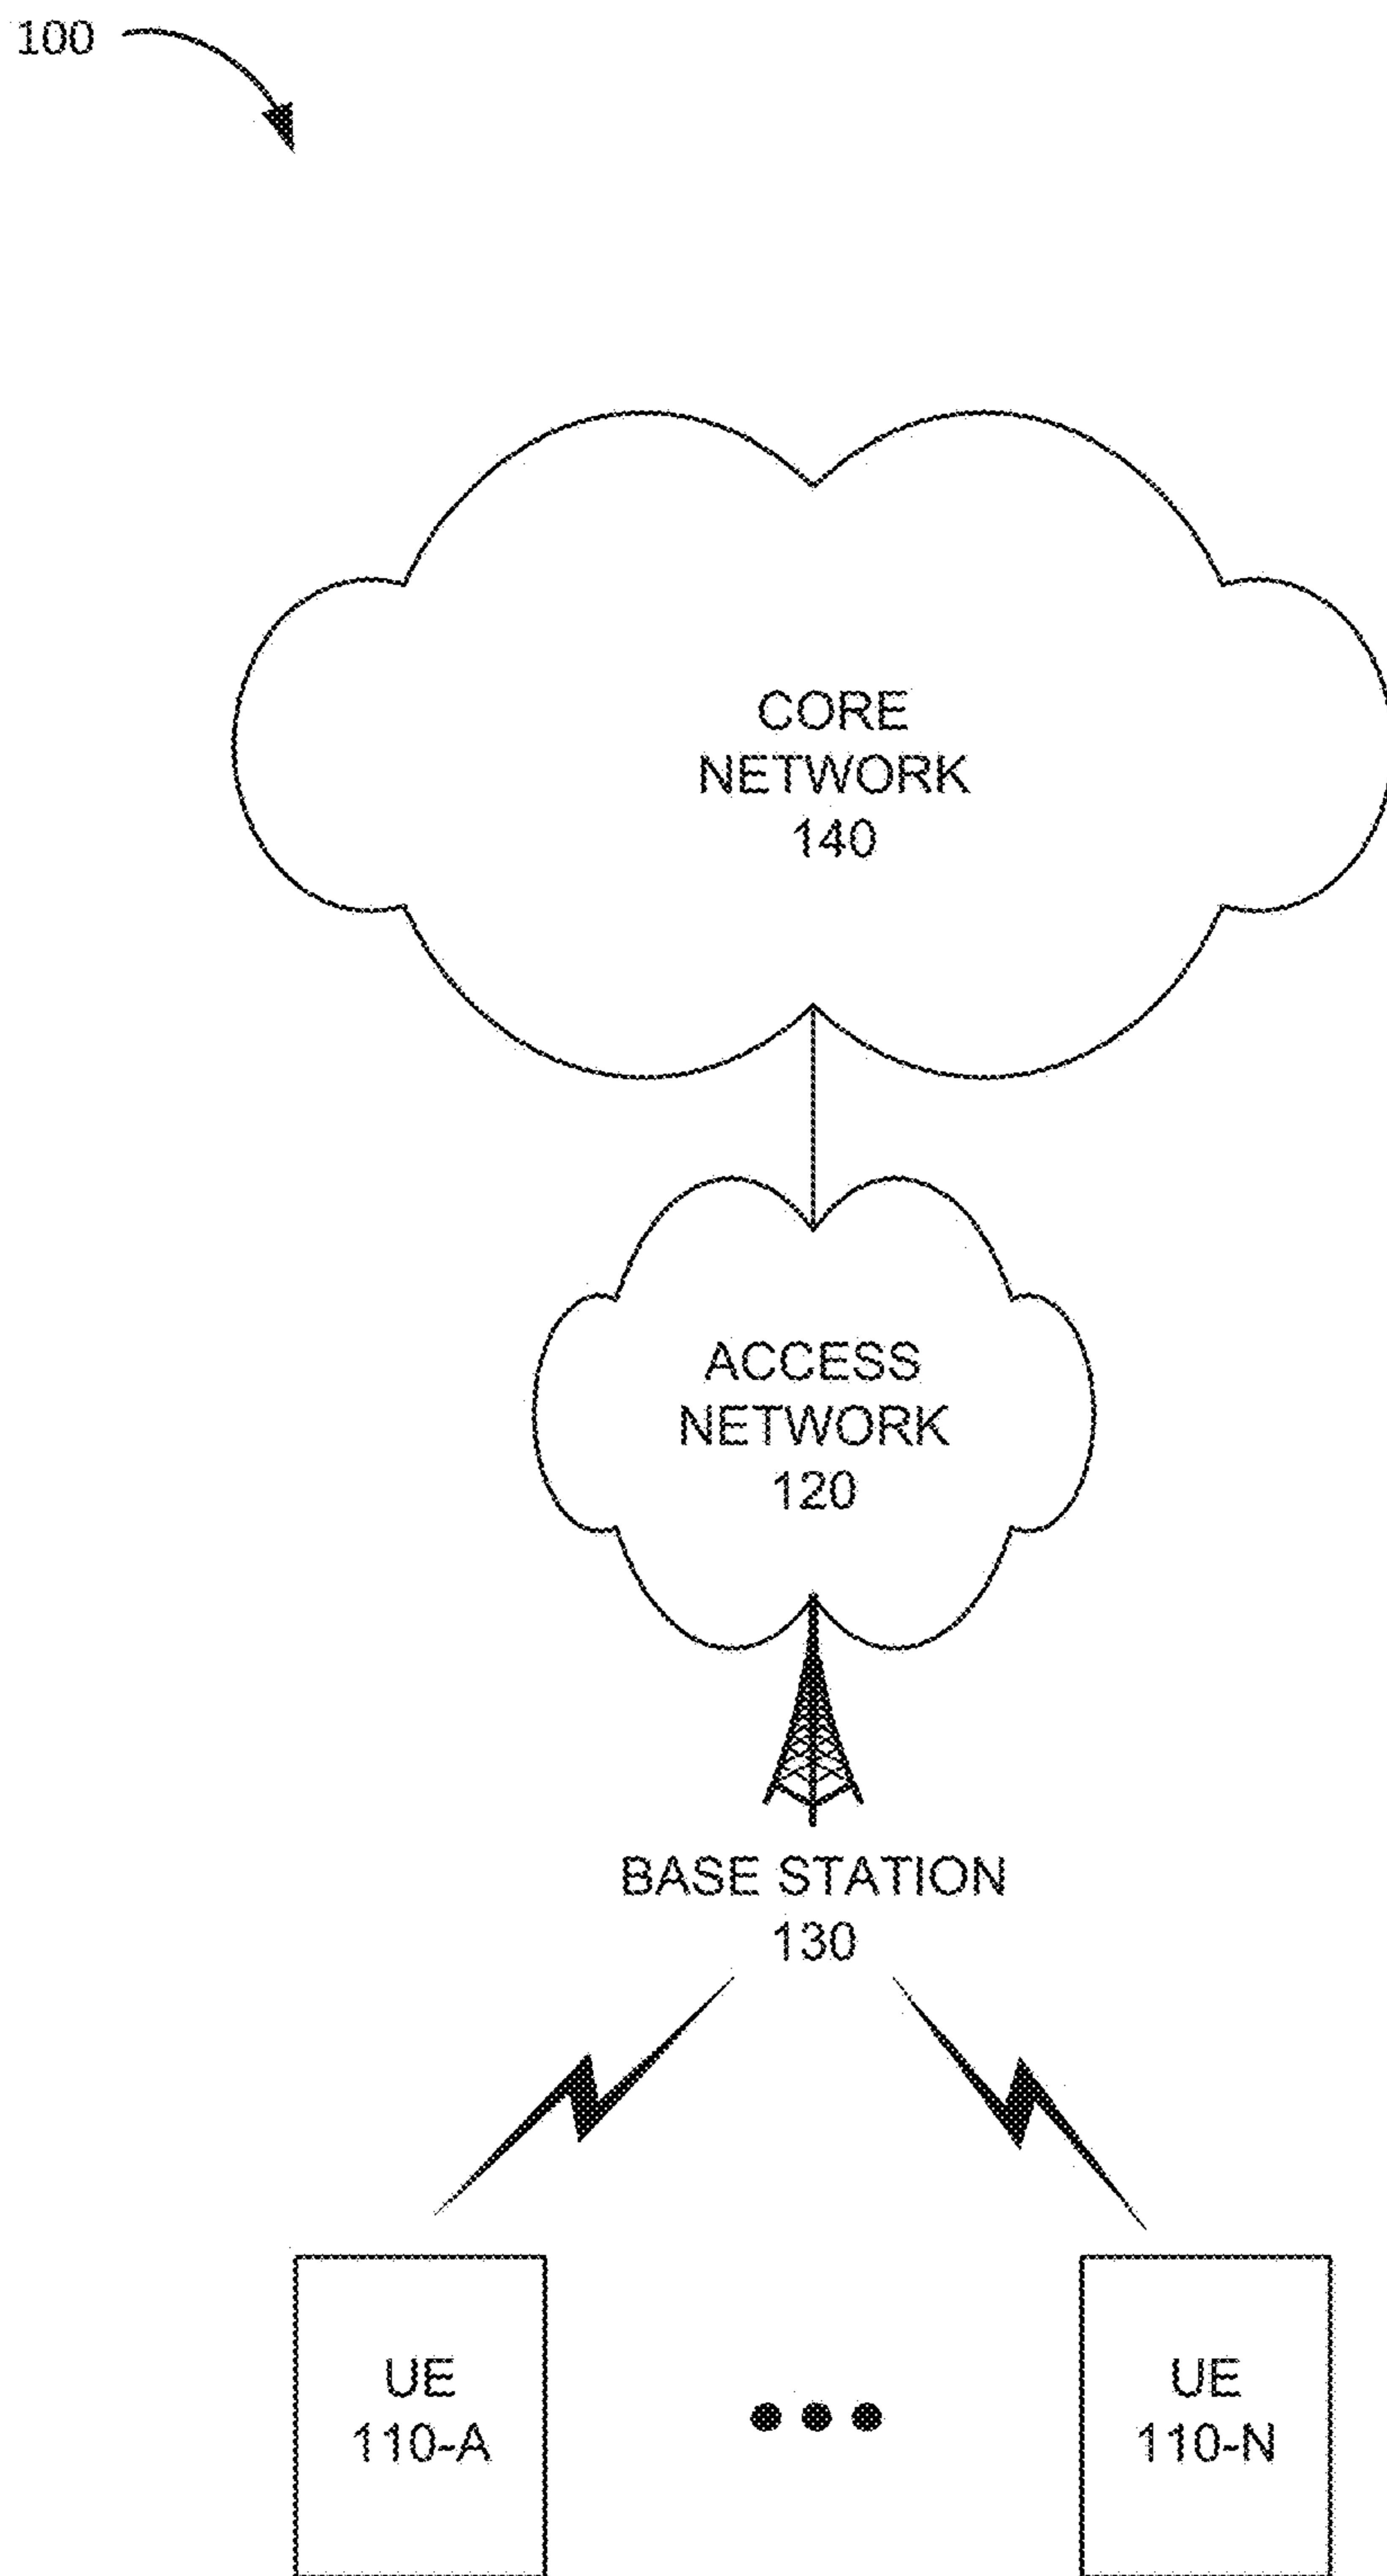 100
CORE
NETWORK
140
ACCESS
NETWORK
120
BASE STATION
130
UE
110-A
UE
110-N